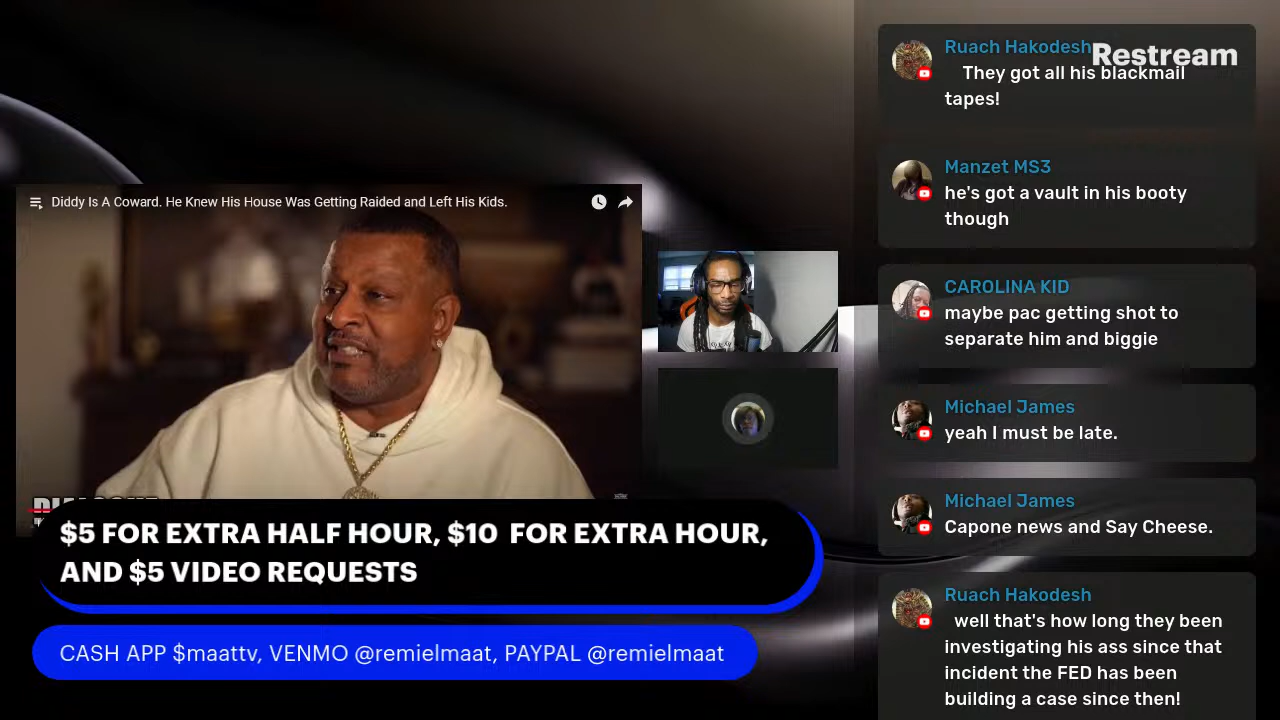 Diddy Is A Coward. He Knew His House Was Getting Raided and Left His Kids.
$5 FOR EXTRA HALF HOUR, $10 FOR EXTRA HOUR,
AND $5 VIDEO REQUESTS
CASH APP $maattv, VENMO @remielmaat, PAYPAL @remielmaat
Restream
Ruach Hakodesh
They got all his blackmail
tapes!
Manzet MS3
he's got a vault in his booty
though
CAROLINA KID
maybe pac getting shot to
separate him and biggie
Michael James
yeah I must be late.
Michael James
Capone news and Say Cheese.
Ruach Hakodesh
well that's how long they been
investigating his ass since that
incident the FED has been
building a case since then!